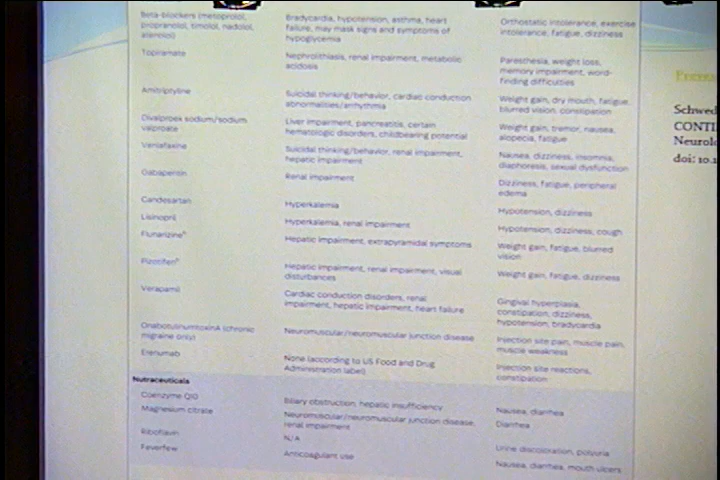 Beta-blockers (metoprolol,
propranolol, timolol, nadolol,
atenolol)
Bradycardia, hypotension, asthma, heart
failure, may mask signs and symptoms of
hypoglycemia
Orthostatic intolerance, exercise
intolerance, fatigue, dizziness
Topiramate
Nephrolithiasis, renal impairment, metabolic
acidosis
Paresthesia, weight loss,
memory impairment, word-
finding difficulties
Amitriptyline
Suicidal thinking/behavior, cardiac conduction
abnormalities/arrhythmia
Weight gain, dry mouth, fatigue,
blurred vision, constipation
Divalproex sodium/sodium
valproate
Liver impairment, pancreatitis, certain
hematologic disorders, childbearing potential
Weight gain, tremor, nausea,
alopecia, fatigue
Venlafaxine
Suicidal thinking/behavior, renal impairment,
hepatic impairment
Nausea, dizziness, insomnia,
diaphoresis, sexual dysfunction
Gabapentin
Renal impairment
Dizziness, fatigue, peripheral
edema
Candesartan
Hyperkalemia
Hypotension, dizziness
Lisinopril
Hyperkalemia, renal impairment
Hypotension, dizziness, cough
Flunarizine
Hepatic impairment, extrapyramidal symptoms
Weight gain, fatigue, blurred
vision
Pizotifen
Hepatic impairment, renal impairment, visual
disturbances
Weight gain, fatigue, dizziness
Verapamil
Cardiac conduction disorders, renal
impairment, hepatic impairment, heart failure
Gingival hyperplasia,
constipation, dizziness,
hypotension, bradycardia
OnabotulinumtoxinA (chronic
migraine only)
Neuromuscular/neuromuscular junction disease
Injection site pain, muscle pain,
muscle weakness
Erenumab
None (according to US Food and Drug
Administration label)
Injection site reactions,
constipation
Nutraceuticals
Coenzyme Q10
Biliary obstruction, hepatic insufficiency
Nausea, diarrhea
Magnesium citrate
Neuromuscular/neuromuscular junction disease,
renal impairment
Diarrhea
Riboflavin
N/A
Urine discoloration, polyuria
Feverfew
Anticoagulant use
Nausea, diarrhea, mouth ulcers
Schwed
CONTI
Neurol
doi: 10.1